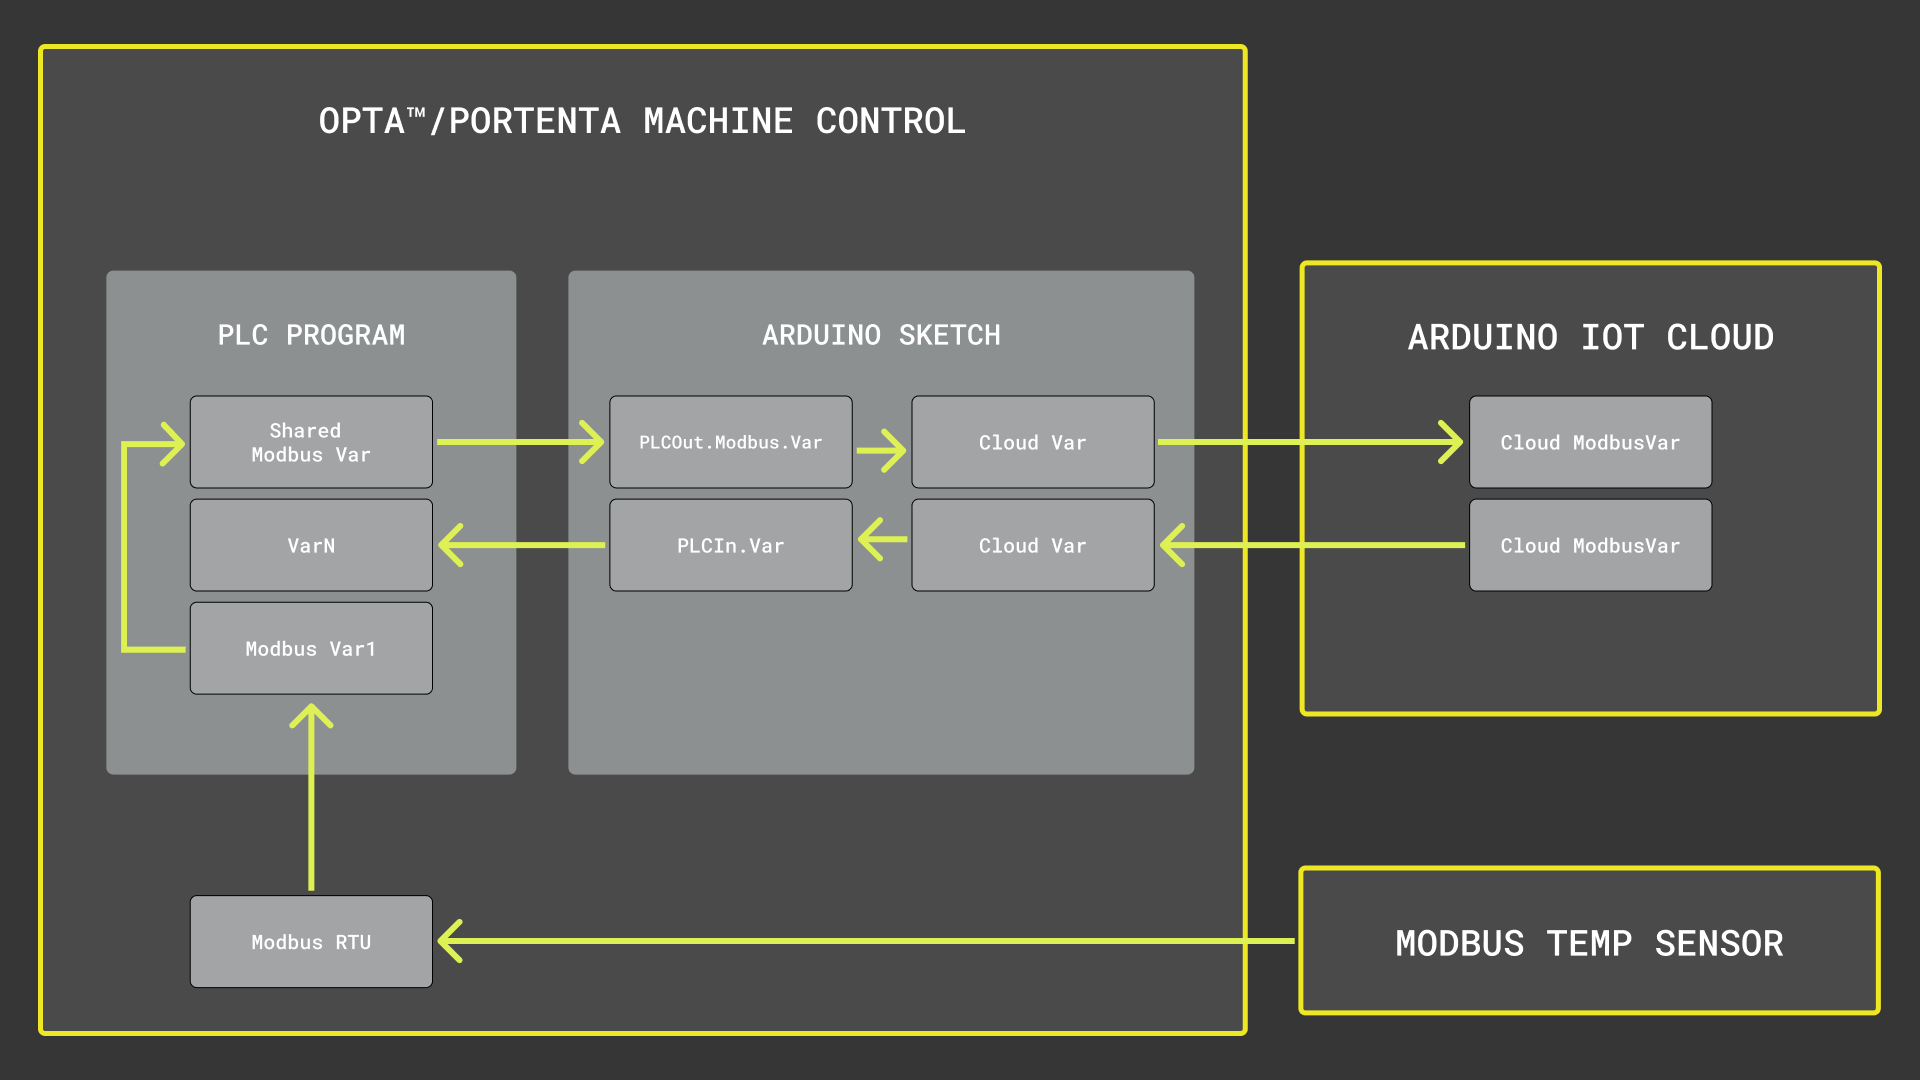 OPTA™/PORTENTA MACHINE CONTROL
PLC PROGRAM
Shared
Modbus Var
VarN
Modbus Var1
ARDUINO SKETCH
PLCOut.Modbus.Var
Cloud Var
PLCIn.Var
Cloud Var
ARDUINO IOT CLOUD
Cloud ModbusVar
Cloud ModbusVar
Modbus RTU
MODBUS TEMP SENSOR